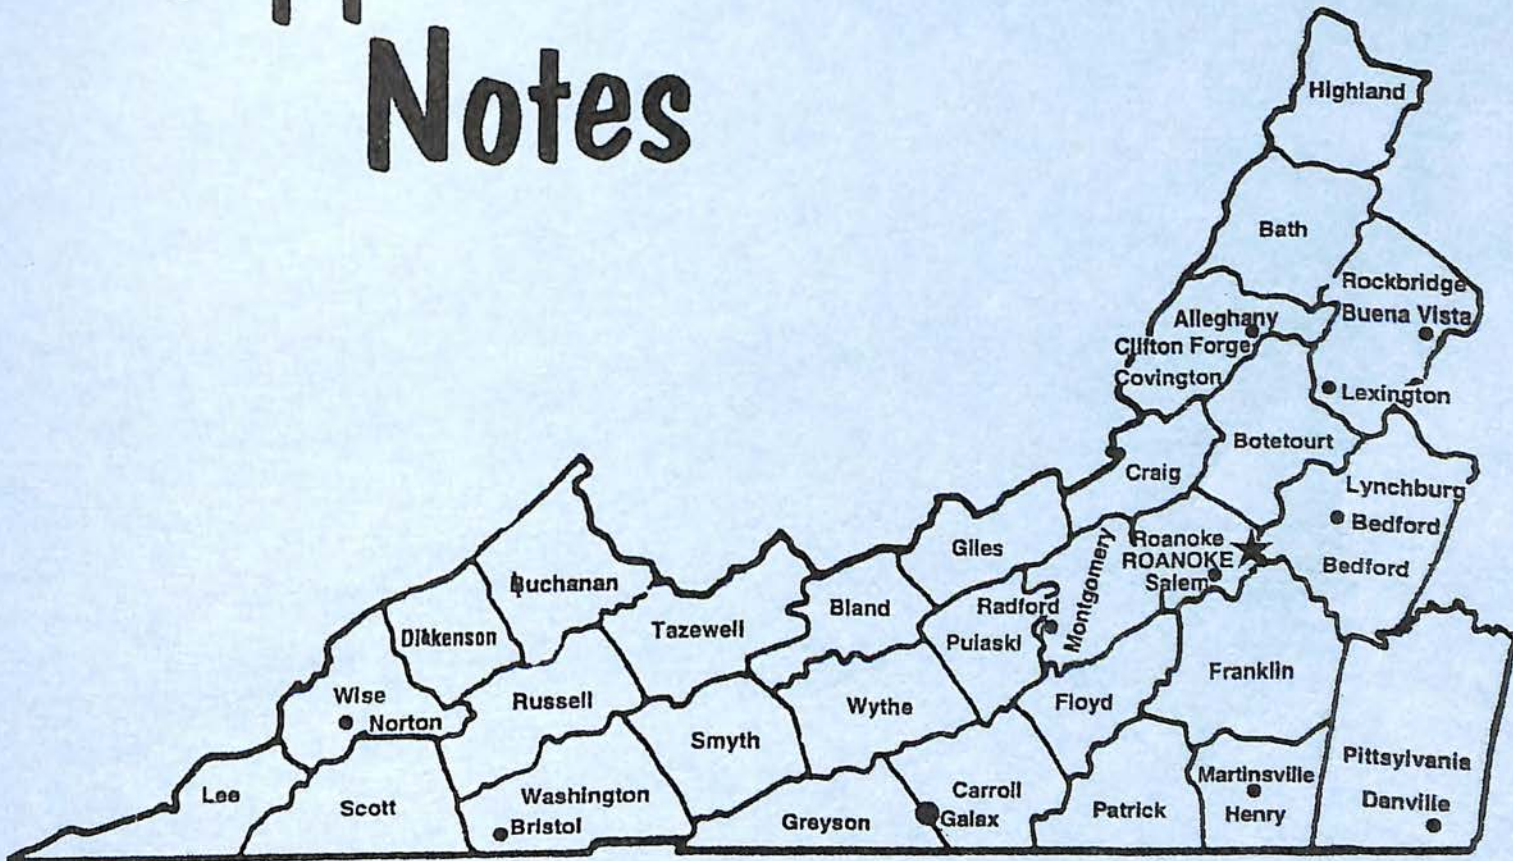 Notes
Highland
Bath
Rockbridge
Alleghany
Buena Vista
Clifton Forge
Covington
Lexington
Botetourt
Craig
Lynchburg
Bedford
Giles
Roanoke
ROANOKE
Bedford
Salem
Montgomery
Buchanan
Bland
Radford
Dickenson
Tazewell
Pulaski
Franklin
Wise
Russell
Wythe
Floyd
Norton
Smyth
Pittsylvania
Martinsville
Lee
Scott
Washington
Carroll
Patrick
Danville
Bristol
Greyson
Galax
Henry